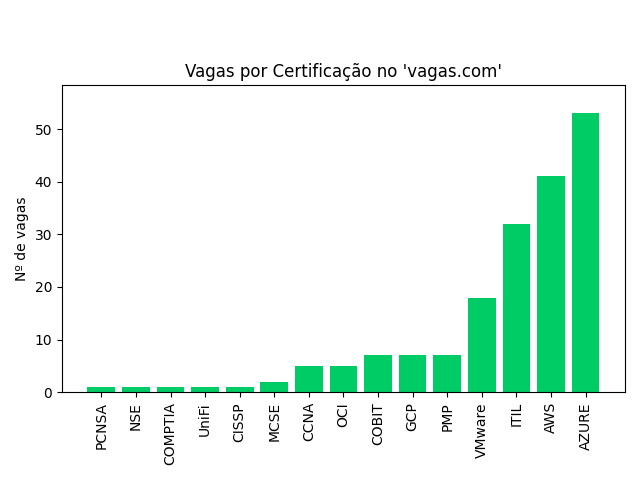 Vagas por Certificação no 'vagas.com'
Nº de vagas
50
40
30
20
10
0
PCNSA
NSE
COMPTIA
UniFi
CISSP
MCSE
CCNA
OCI
COBIT
GCP
PMP
VMware
ITIL
AWS
AZURE